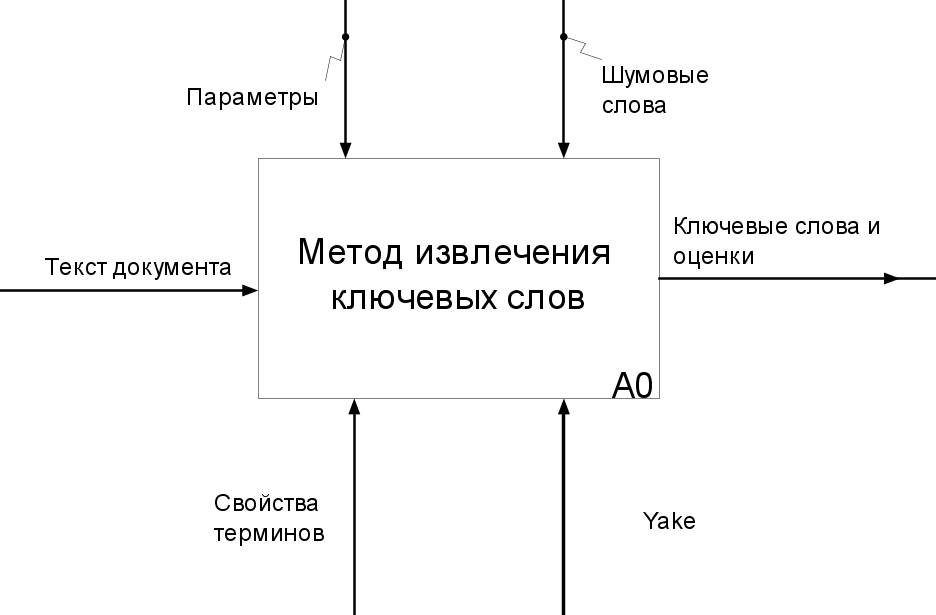 Шумовые
слова
Параметры
Ключевые слова и
оценки
Текст документа
Метод извлечения
ключевых слов
A0
Свойства
терминов
Yake